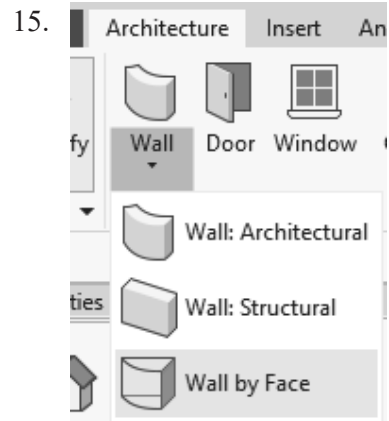 15.
Architecture Insert An
fy Wall Door Window
Wall: Architectural
ties Wall: Structural
Wall by Face